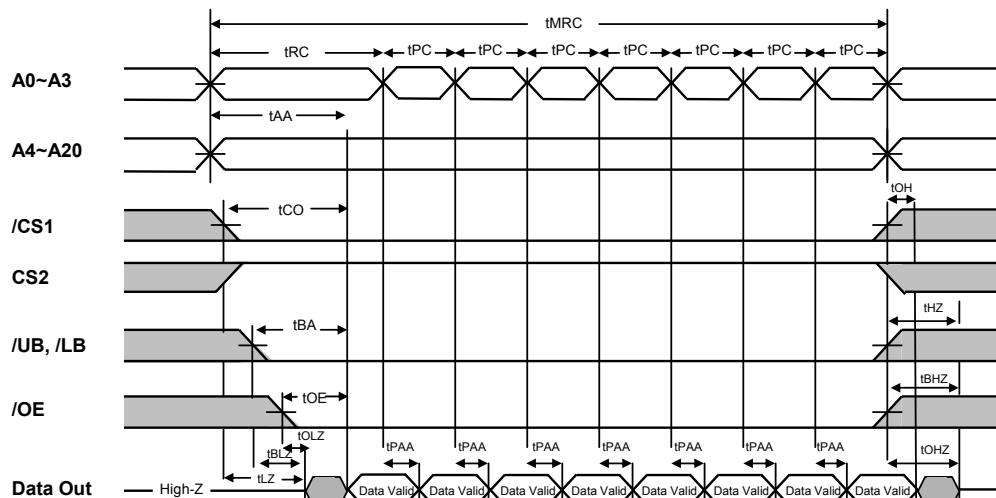 tMRC
tRC tPC tPC tPC tPC tPC tPC tPC
A0~A3
tAA
A4~A20
tCO tOH
/CS1
CS2
tBA tHZ
/UB, /LB
tOE tBHZ
/OE
tOLZ
tBLZ tPAA tPAA tPAA tPAA tPAA tPAA tPAA tOHZ
tLZ
Data Out High-Z Data Valid Data Valid Data Valid Data Valid Data Valid Data Valid Data Valid Data Valid